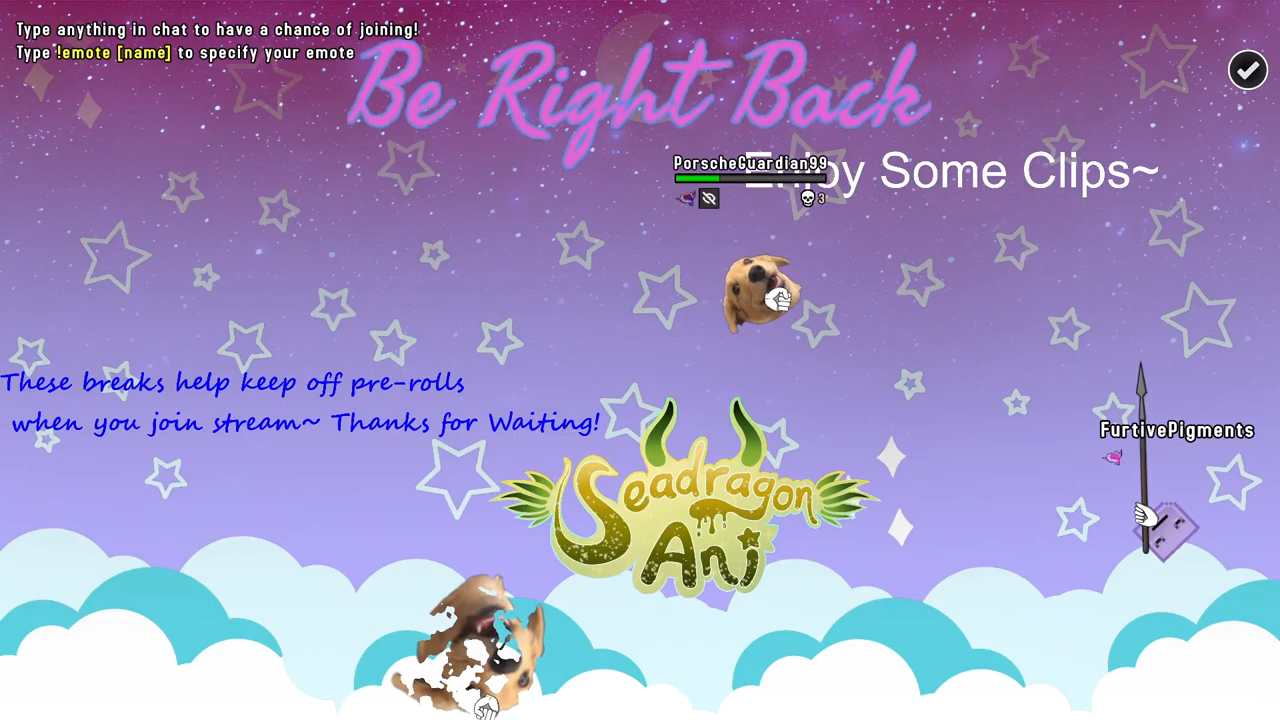 Type anything in chat to have a chance of joining!
Type !emote [name] to specify your emote
Be Right Back
PorscheGuardian99
Enjoy Some Clips~
3
These breaks help keep off pre-rolls
when you join stream~ Thanks for Waiting!
FurtivePigments
Seadragon
Ani